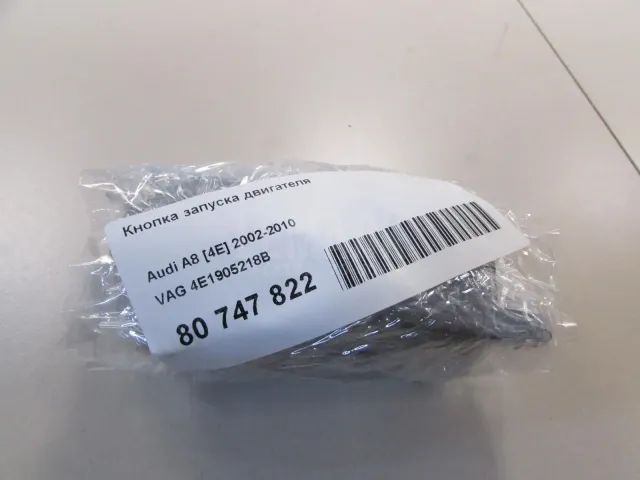 Кнопка запуска двигателя
Audi A8 [4E] 2002-2010
VAG 4E1905218B
80 747 822